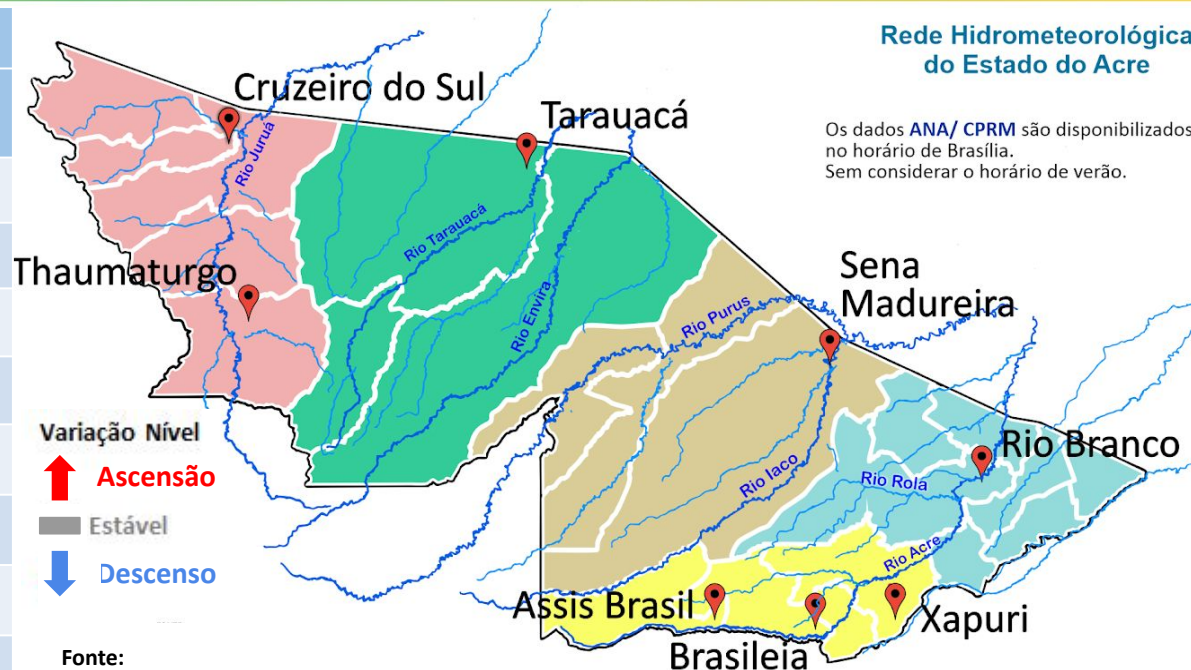 Rede Hidrometeorológica
do Estado do Acre
Os dados ANA/ CPRM são disponibilizados
no horário de Brasília.
Sem considerar o horário de verão.
Cruzeiro do Sul
Tarauacá
Rio Juruá
Rio Tarauacá
Thaumaturgo
Rio Envira
Sena
Madureira
Rio Purus
Variação Nível
Ascensão
Estável
Descenso
Rio Branco
Rio Iaco
Rio Rola
Rio Acre
Assis Brasil
Xapuri
Brasileia
Fonte: